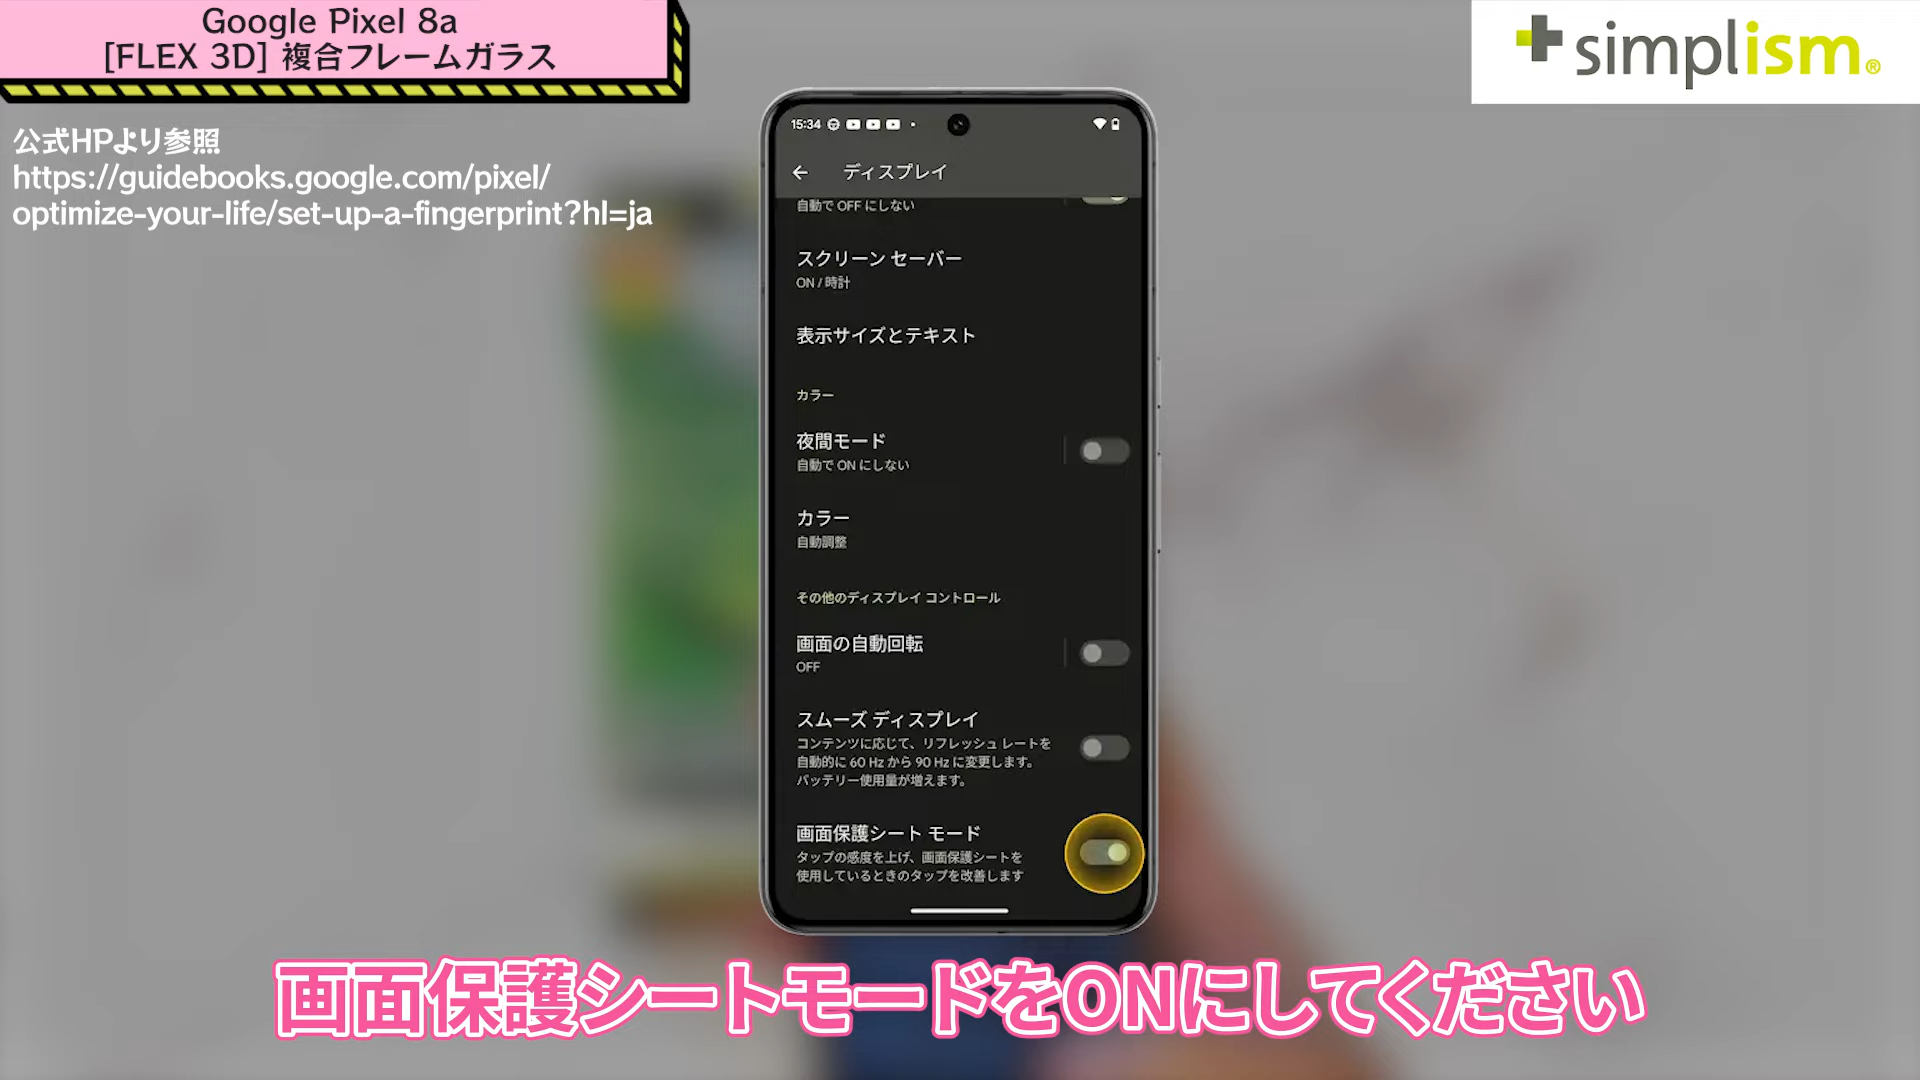 Google Pixel 8a
[FLEX 3D] 複合フレームガラス
simplism®
公式HPより参照
https://guidebooks.google.com/pixel/
optimize-your-life/set-up-a-fingerprint?hl=ja
15:34
ディスプレイ
自動で OFF にしない
スクリーン セーバー
ON / 時計
表示サイズとテキスト
カラー
夜間モード
自動で ON にしない
カラー
自動調整
その他のディスプレイ コントロール
画面の自動回転
OFF
スムーズ ディスプレイ
コンテンツに応じて、リフレッシュ レートを
自動的に 60 Hz から 90 Hz に変更します。
バッテリー使用量が増えます。
画面保護シート モード
タップの感度を上げ、画面保護シートを
使用しているときのタップを改善します
画面保護シートモードをONにしてください